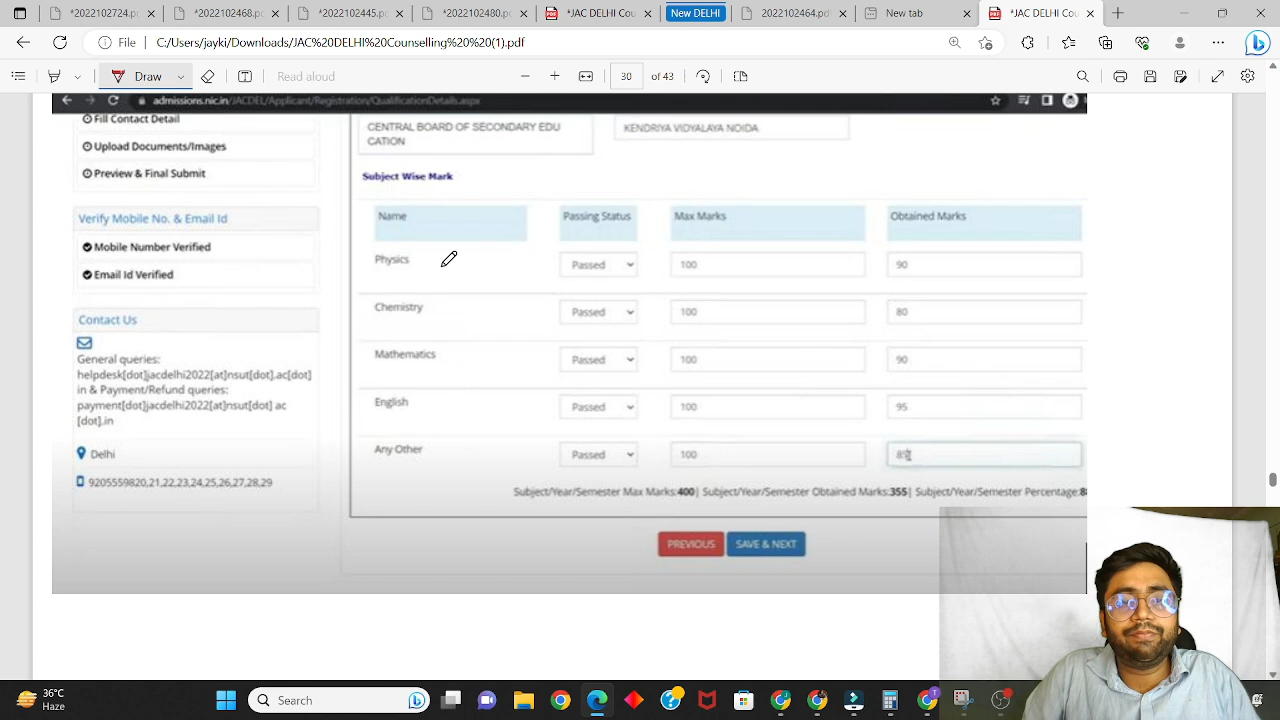 2022102445.pc
2022102468.pc
2022102480.pc
*JAC DELHI Cou
Non DELHI
2022102464.pd
New Tab
*JAC DELHI Cou
File
C:/Users/ankit/Downloads/JAC%20DELHI%20Counselling%20%20(1).pdf
Draw
Read aloud
30 of 43
admissions.nic.in/JACDEL/Applicant/Registration/QualificationDetails.aspx
Fill Contact Detail
Upload Documents/Images
Preview & Final Submit
Verify Mobile No. & Email Id
Mobile Number Verified
Email Id Verified
Contact Us
General queries:
helpdesk[dot]jacdelhi2022[at]nsut[dot].ac[dot]
in & Payment/Refund queries:
payment[dot]jacdelhi2022[at]nsut[dot] ac
[dot].in
Delhi
9205559820,21,22,23,24,25,26,27,28,29
CENTRAL BOARD OF SECONDARY EDU
CATION
KENDRIYA VIDYALAYA NOIDA
Subject Wise Mark
Name Passing Status Max Marks Obtained Marks
Physics Passed 100 90
Chemistry Passed 100 80
Mathematics Passed 100 90
English Passed 100 95
Any Other Passed 100
Subject/Year/Semester Max Marks:400| Subject/Year/Semester Obtained Marks:355| Subject/Year/Semester Percentage:8
PREVIOUS SAVE & NEXT
36°C
Haze
Search